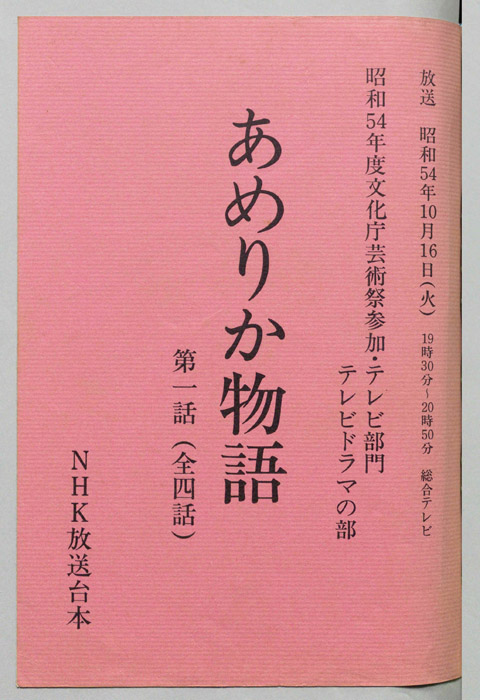 放送　昭和54年10月16日(火)　19時30分～20時50分　総合テレビ
昭和54年度文化庁芸術祭参加・テレビ部門
テレビドラマの部
あめりか物語
第一話（全四話）
NHK放送台本